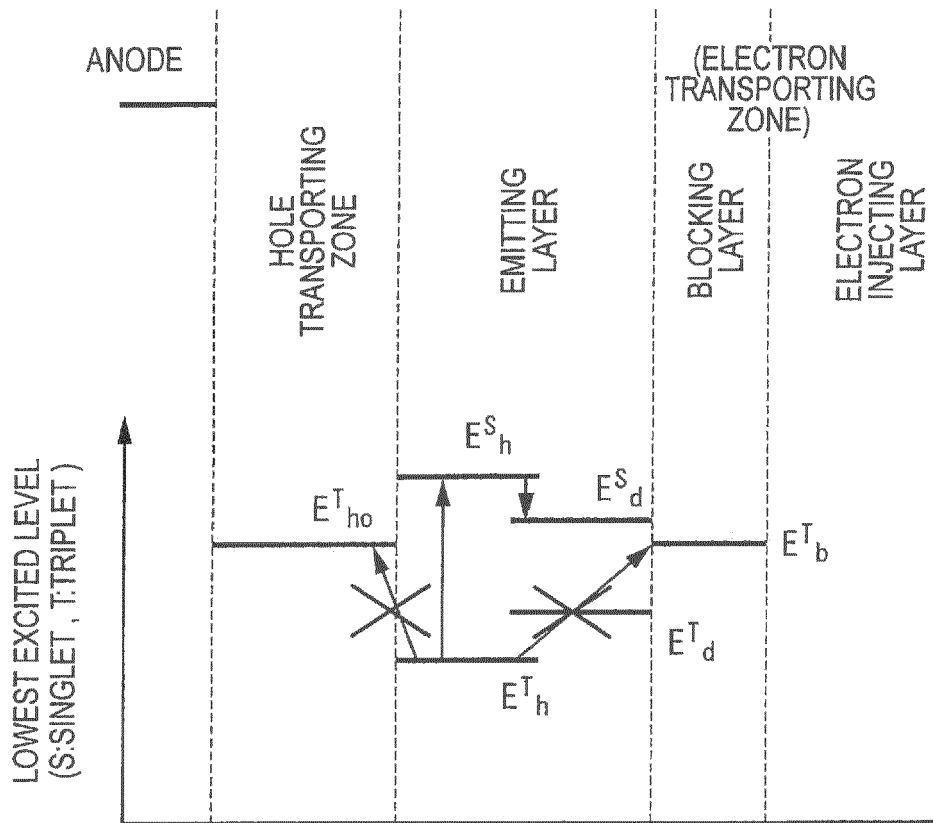 ANODE
(ELECTRON
TRANSPORTING
ZONE)
HOLE
TRANSPORTING
ZONE
EMITTING
LAYER
BLOCKING
LAYER
ELECTRON
INJECTING
LAYER
LOWEST EXCITED LEVEL
(S:SINGLET, T:TRIPLET)
E^S_h
E^S_d
E^T_ho
E^T_b
E^T_d
E^T_h